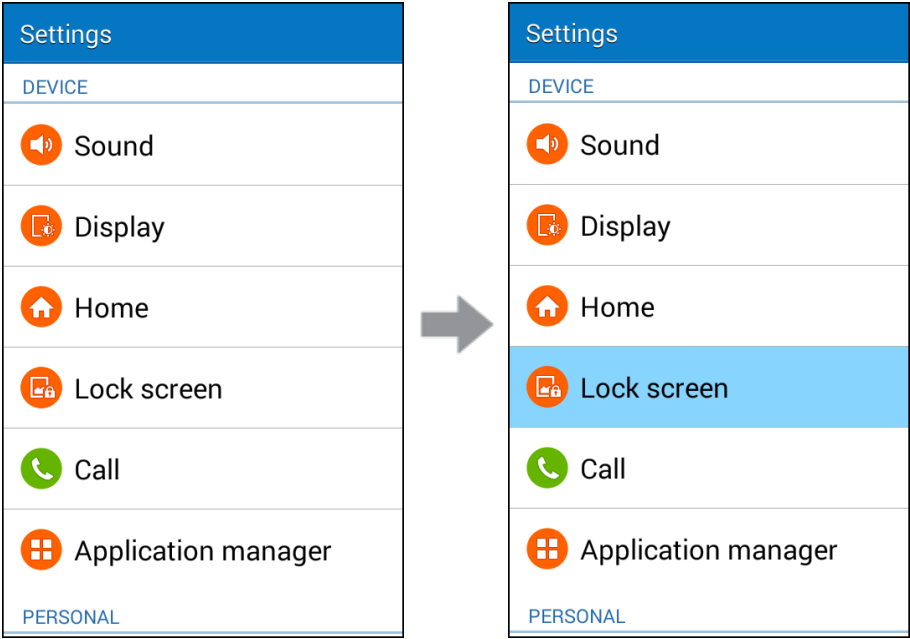 Settings
DEVICE
Sound
Display
Home
Lock screen
Call
Application manager
PERSONAL
Settings
DEVICE
Sound
Display
Home
Lock screen
Call
Application manager
PERSONAL